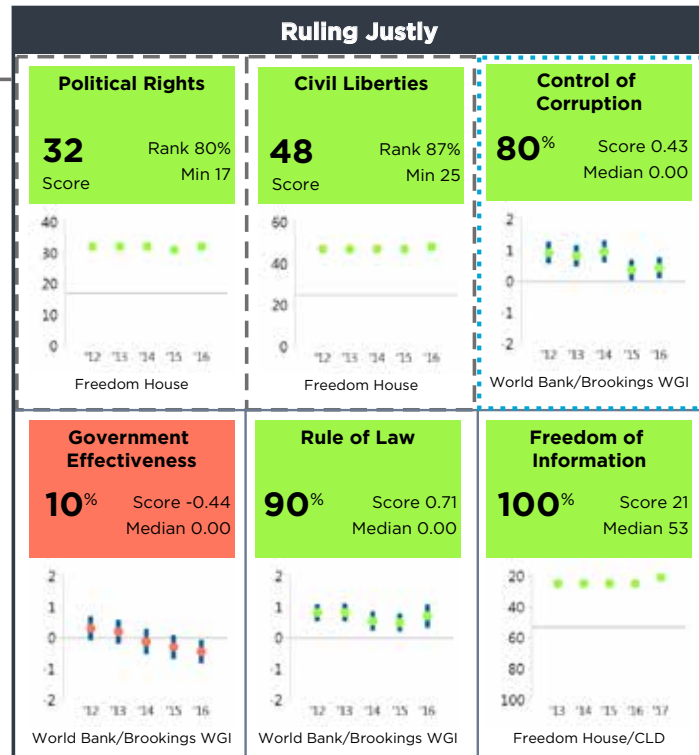 Ruling Justly
Political Rights
32
Score
Rank 80%
Min 17
40
30
20
10
0
'12 '13 '14 '15 '16
Freedom House
Civil Liberties
48
Score
Rank 87%
Min 25
60
40
20
0
'12 '13 '14 '15 '16
Freedom House
Control of
Corruption
80%
Score 0.43
Median 0.00
2
1
0
-1
-2
'12 '13 '14 '15 '16
World Bank/Brookings WGI
Government
Effectiveness
10%
Score -0.44
Median 0.00
2
1
0
-1
-2
'12 '13 '14 '15 '16
World Bank/Brookings WGI
Rule of Law
90%
Score 0.71
Median 0.00
2
1
0
-1
-2
'12 '13 '14 '15 '16
World Bank/Brookings WGI
Freedom of
Information
100%
Score 21
Median 53
20
40
60
80
100
'13 '14 '15 '16 '17
Freedom House/CLD